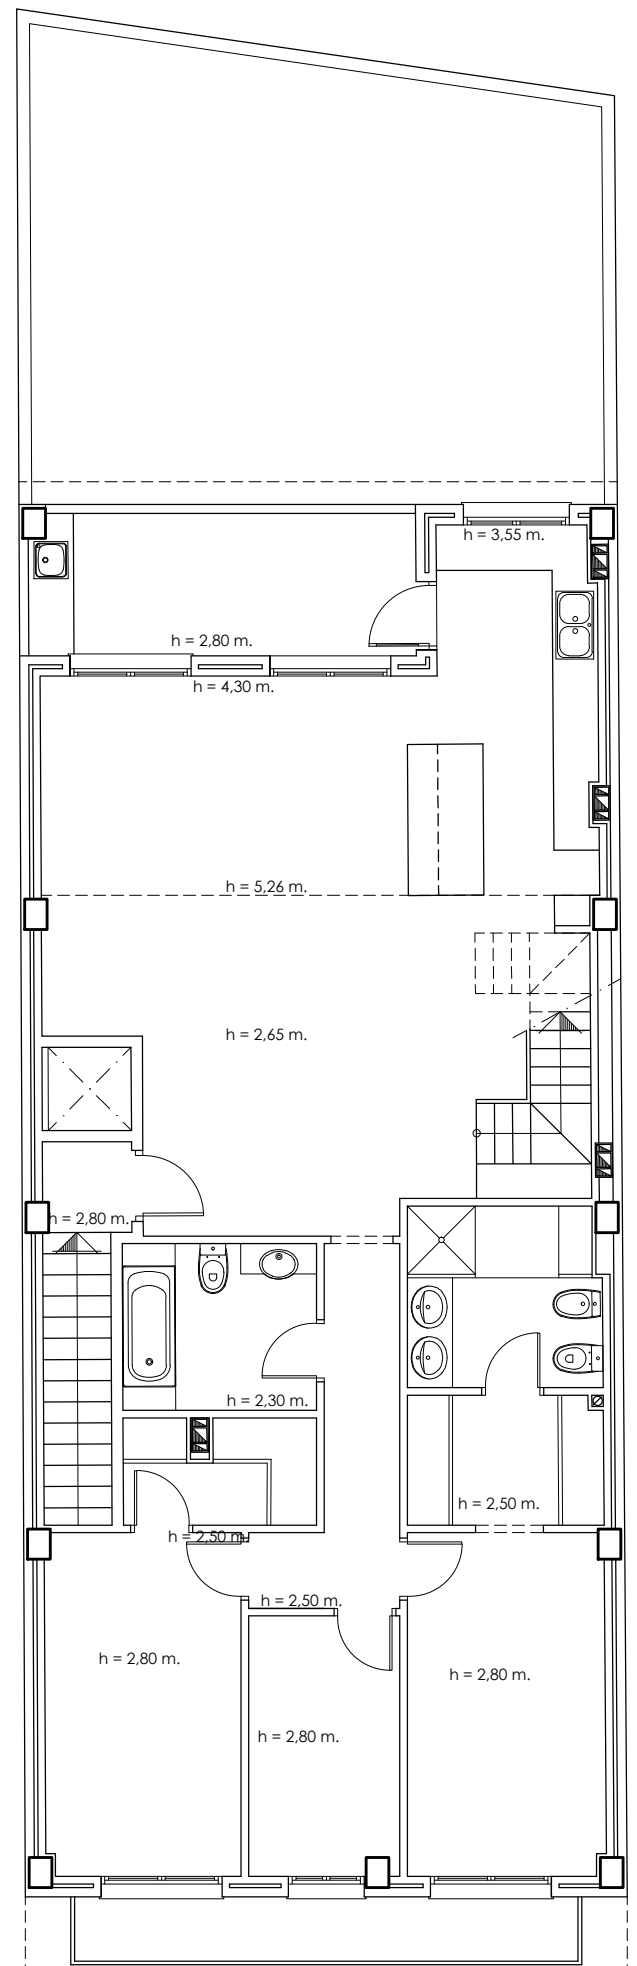 h = 3,55 m.
h = 2,80 m.
h = 4,30 m.
h = 5,26 m.
h = 2,65 m.
h = 2,80 m.
h = 2,30 m.
h = 2,50 m.
h = 2,50 m.
h = 2,50 m.
h = 2,80 m.
h = 2,80 m.
h = 2,80 m.